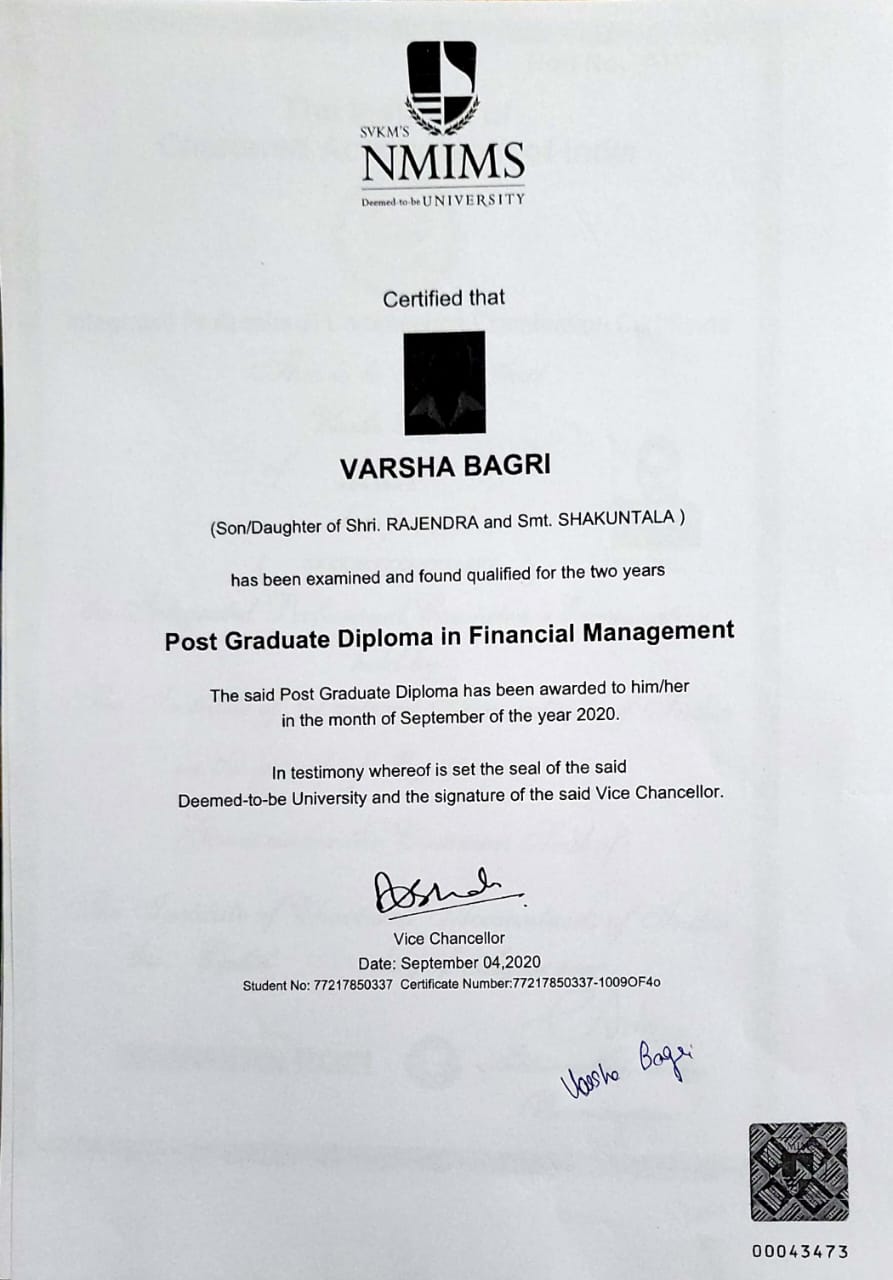 SVKM'S
NMIMS
Deemed-to-be UNIVERSITY
Certified that
VARSHA BAGRI
(Son/Daughter of Shri. RAJENDRA and Smt. SHAKUNTALA )
has been examined and found qualified for the two years
Post Graduate Diploma in Financial Management
The said Post Graduate Diploma has been awarded to him/her
in the month of September of the year 2020.
In testimony whereof is set the seal of the said
Deemed-to-be University and the signature of the said Vice Chancellor.
Vice Chancellor
Date: September 04,2020
Student No: 77217850337 Certificate Number:77217850337-1009OF4o
Varsha Bagri
00043473